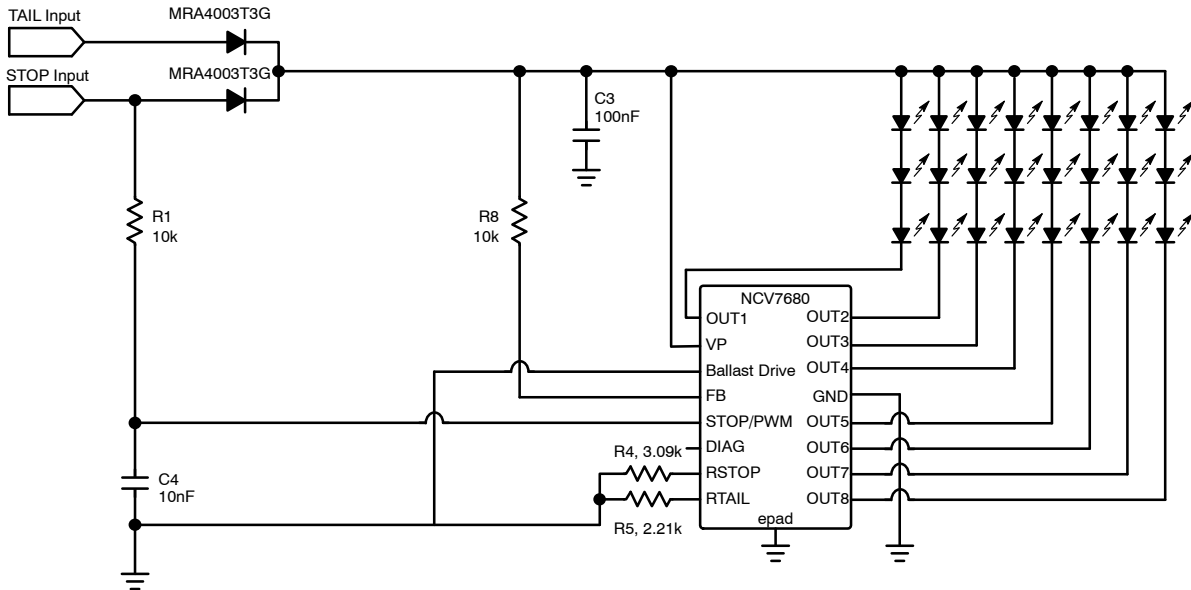 TAIL Input
MRA4003T3G
STOP Input
MRA4003T3G
C3
100nF
R1
10k
R8
10k
NCV7680
OUT1
OUT2
VP
OUT3
Ballast Drive
OUT4
FB
GND
STOP/PWM
OUT5
DIAG
OUT6
R4, 3.09k
RSTOP
OUT7
C4
10nF
RTAIL
OUT8
R5, 2.21k
epad